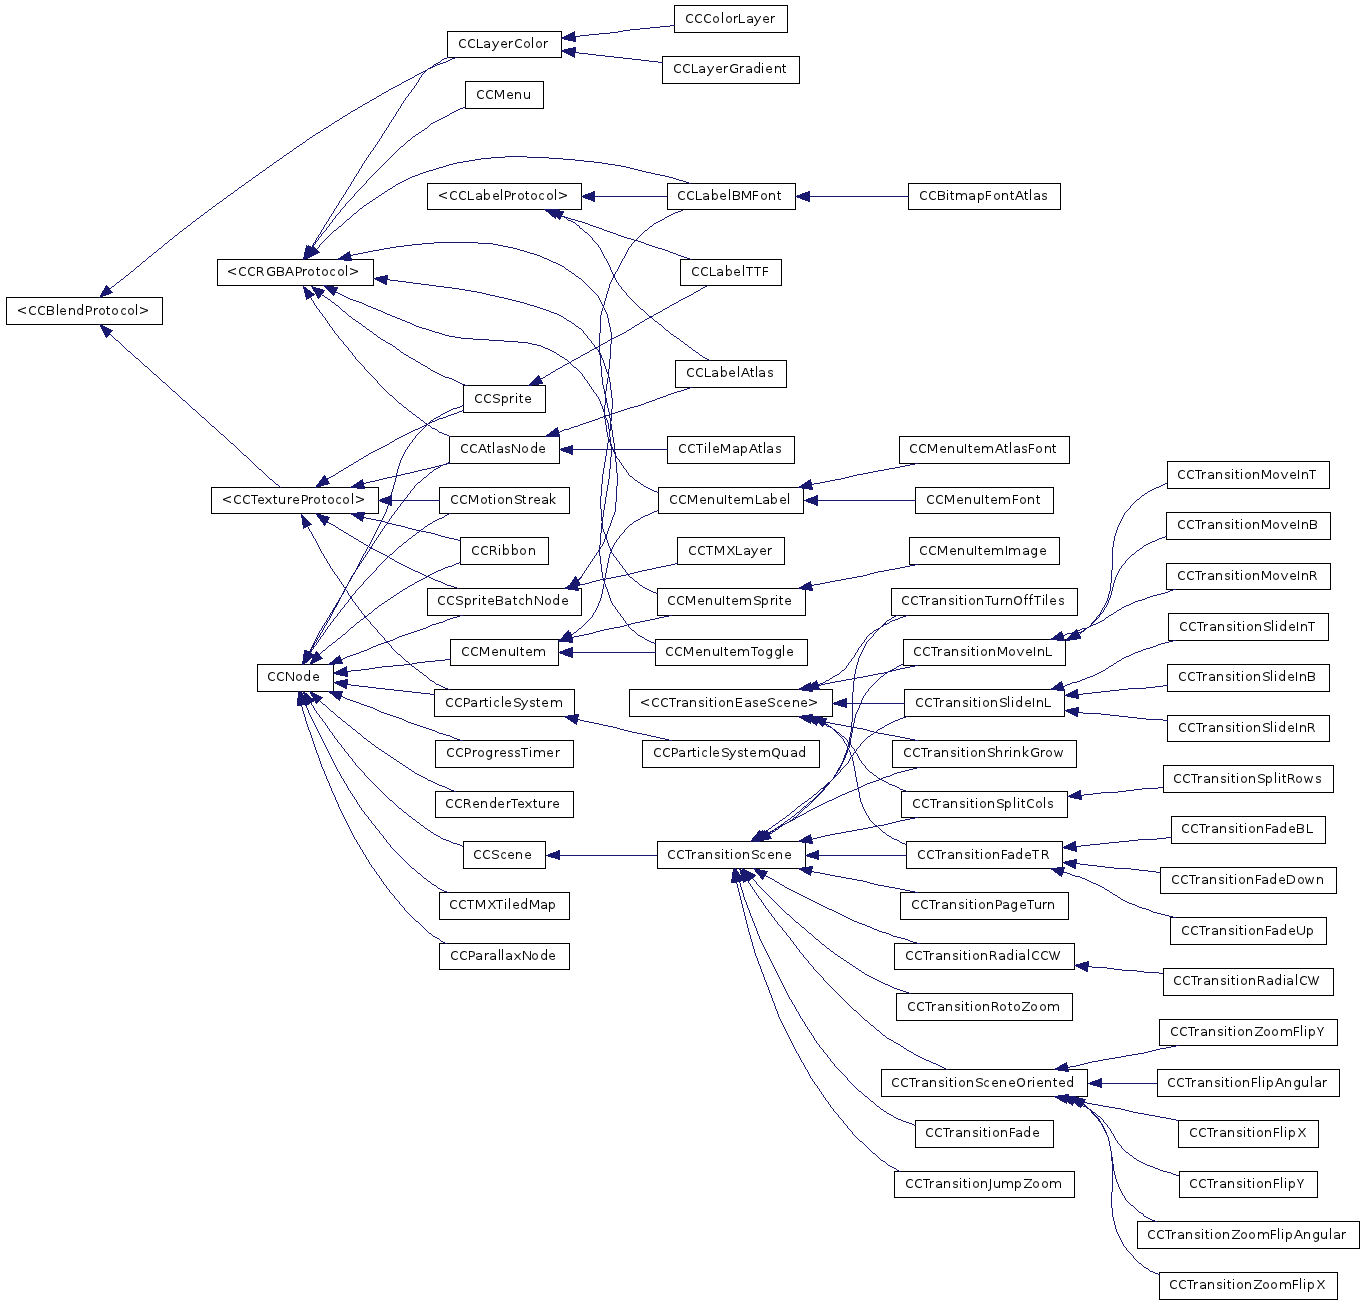 CCColorLayer
CCLayerColor
CCLayerGradient
CCMenu
<CCLabelProtocol>
CCLabelBMFont
CCBitmapFontAtlas
<CCRGBAProtocol>
CCLabelTTF
<CCBlendProtocol>
CCLabelAtlas
CCSprite
CCAtlasNode
CCTileMapAtlas
CCMenuItemAtlasFont
CCTransitionMoveInT
<CCTextureProtocol>
CCMotionStreak
CCMenuItemLabel
CCMenuItemFont
CCTransitionMoveInB
CCRibbon
CCTMXLayer
CCMenuItemImage
CCTransitionMoveInR
CCSpriteBatchNode
CCMenuItemSprite
CCTransitionTurnOffTiles
CCTransitionSlideInT
CCMenuItem
CCMenuItemToggle
CCTransitionMoveInL
CCNode
CCTransitionSlideInB
CCParticleSystem
<CCTransitionEaseScene>
CCTransitionSlideInL
CCTransitionSlideInR
CCProgressTimer
CCParticleSystemQuad
CCTransitionShrinkGrow
CCTransitionSplitRows
CCRenderTexture
CCTransitionSplitCols
CCTransitionFadeBL
CCScene
CCTransitionScene
CCTransitionFadeTR
CCTransitionFadeDown
CCTMXTiledMap
CCTransitionPageTurn
CCTransitionFadeUp
CCParallaxNode
CCTransitionRadialCCW
CCTransitionRadialCW
CCTransitionRotoZoom
CCTransitionZoomFlipY
CCTransitionSceneOriented
CCTransitionFlipAngular
CCTransitionFade
CCTransitionFlipX
CCTransitionJumpZoom
CCTransitionFlipY
CCTransitionZoomFlipAngular
CCTransitionZoomFlipX